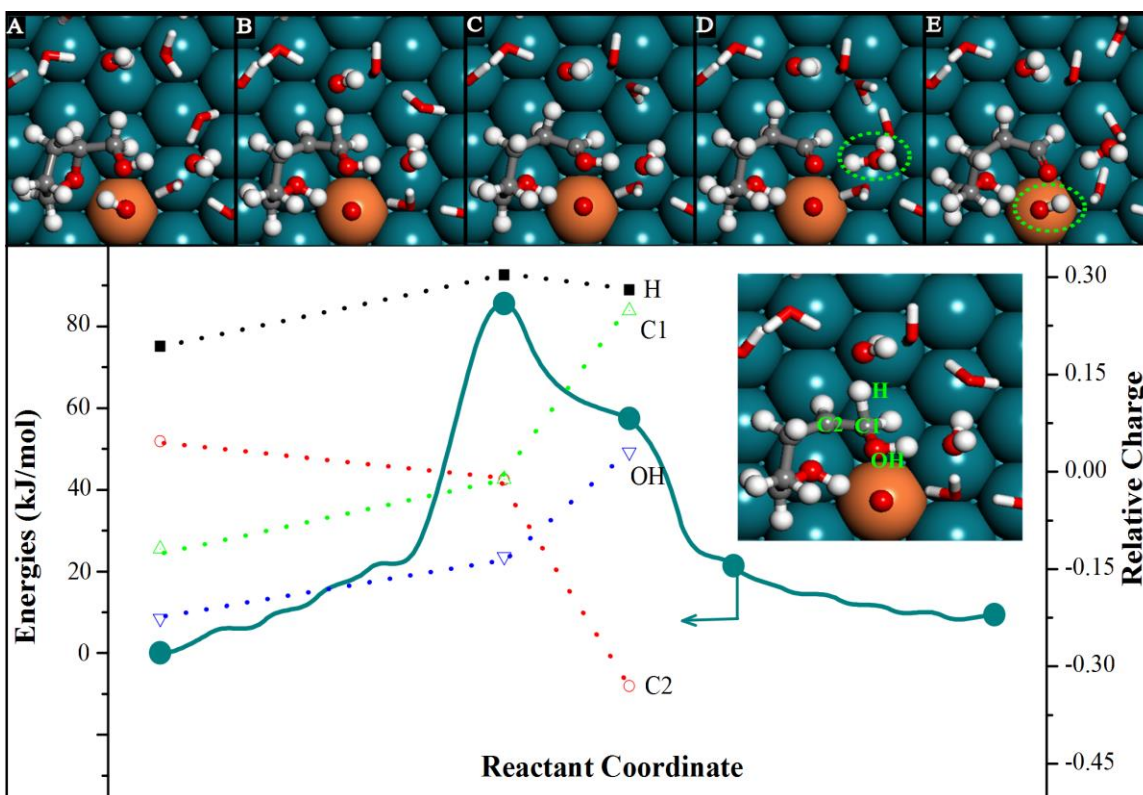 A B C D E
80
60
40
20
0
Energies (kJ/mol)
H
C1
OH
C2
H
C2 C1
OH
0.30
0.15
0.00
-0.15
-0.30
-0.45
Relative Charge
Reactant Coordinate